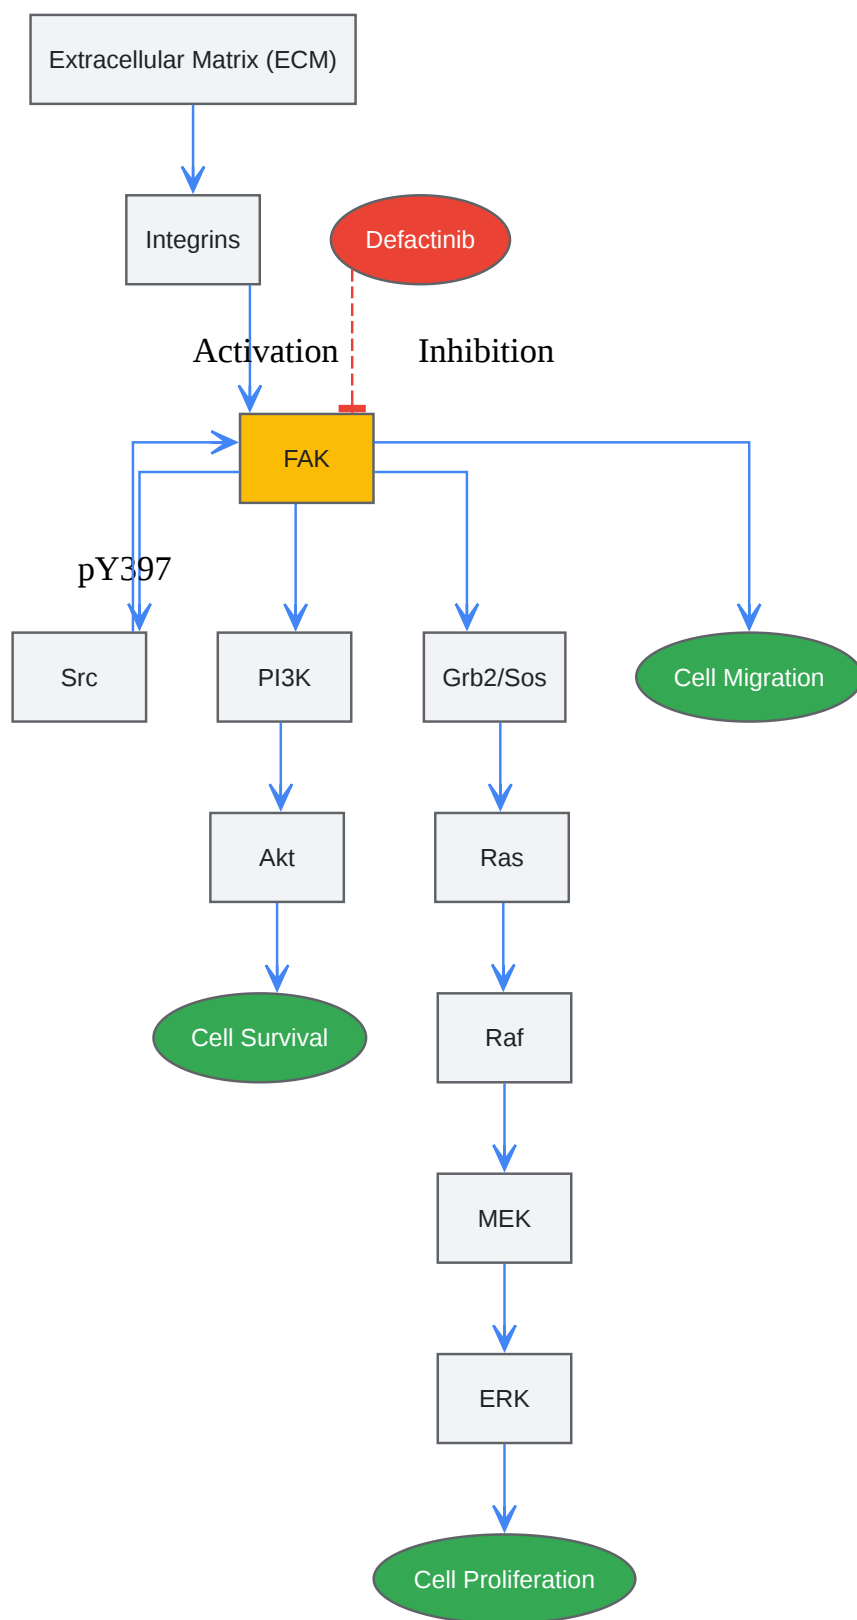 Extracellular Matrix (ECM)
Integrins
Defactinib
Activation
Inhibition
FAK
pY397
Src
PI3K
Grb2/Sos
Cell Migration
Akt
Ras
Cell Survival
Raf
MEK
ERK
Cell Proliferation